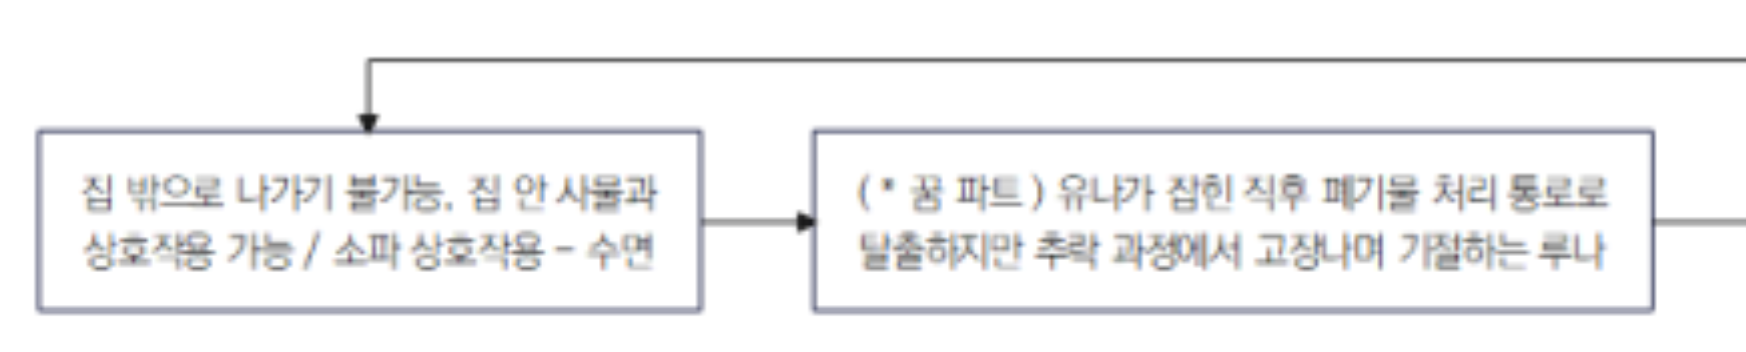 집 밖으로 나가기 불가능, 집 안 사물과
상호작용 가능 / 소파 상호작용 - 수면
( * 꿈 파트 ) 유나가 잡힌 직후 폐기물 처리 통로로
탈출하지만 추락 과정에서 고장나며 기절하는 루나